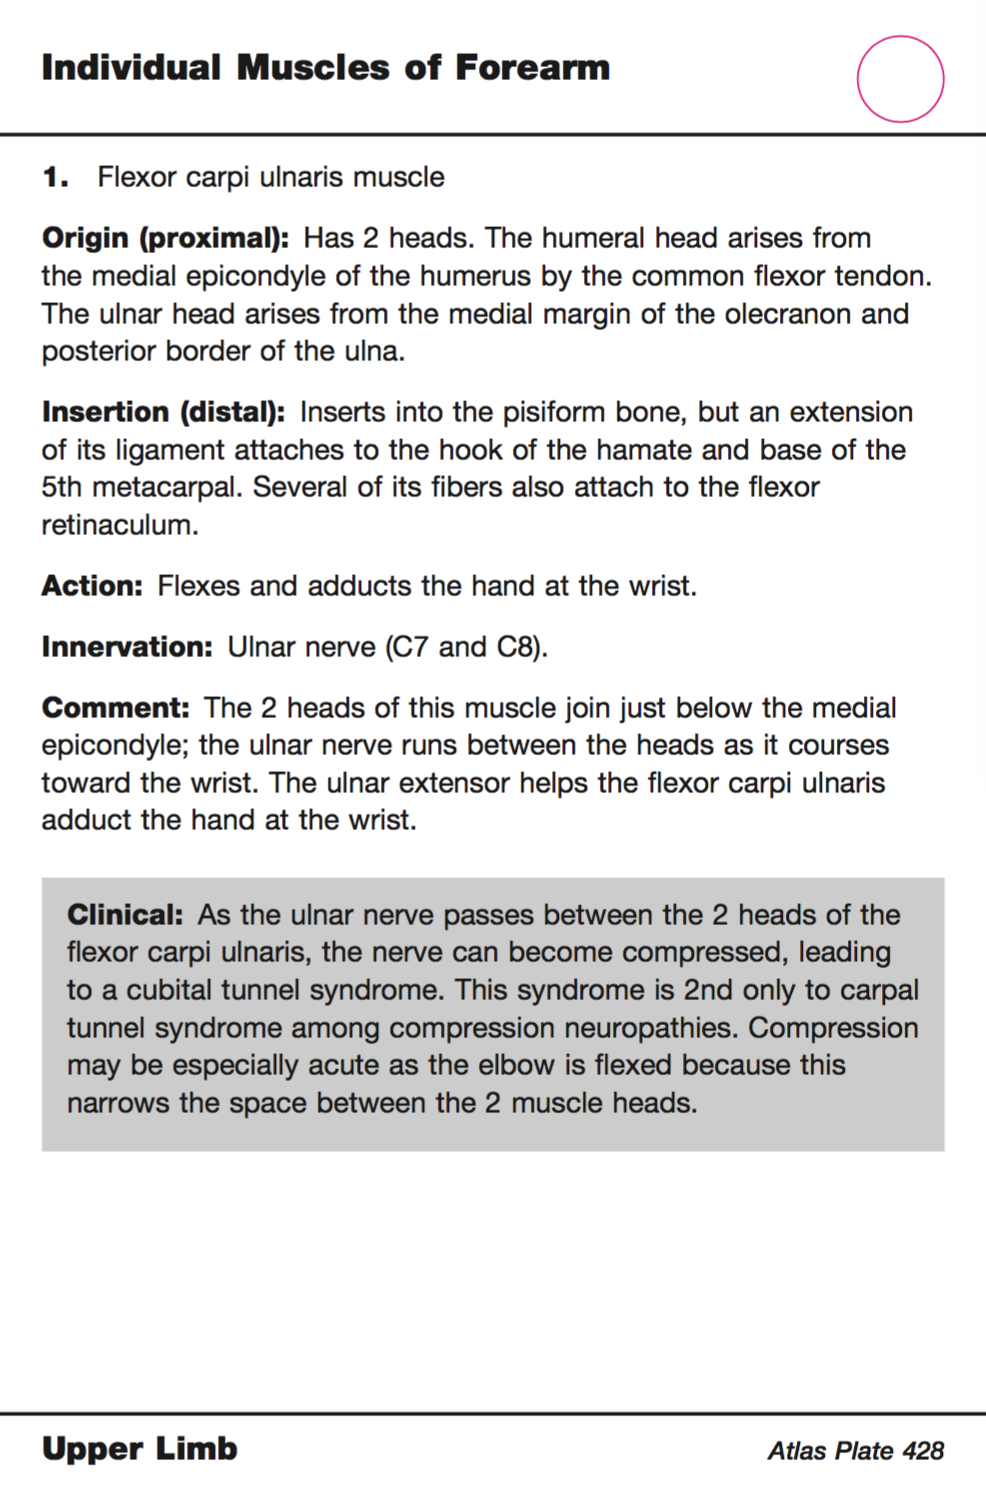 Individual Muscles of Forearm
1. Flexor carpi ulnaris muscle
Origin (proximal): Has 2 heads. The humeral head arises from
the medial epicondyle of the humerus by the common flexor tendon.
The ulnar head arises from the medial margin of the olecranon and
posterior border of the ulna.
Insertion (distal): Inserts into the pisiform bone, but an extension
of its ligament attaches to the hook of the hamate and base of the
5th metacarpal. Several of its fibers also attach to the flexor
retinaculum.
Action: Flexes and adducts the hand at the wrist.
Innervation: Ulnar nerve (C7 and C8).
Comment: The 2 heads of this muscle join just below the medial
epicondyle; the ulnar nerve runs between the heads as it courses
toward the wrist. The ulnar extensor helps the flexor carpi ulnaris
adduct the hand at the wrist.
Clinical: As the ulnar nerve passes between the 2 heads of the
flexor carpi ulnaris, the nerve can become compressed, leading
to a cubital tunnel syndrome. This syndrome is 2nd only to carpal
tunnel syndrome among compression neuropathies. Compression
may be especially acute as the elbow is flexed because this
narrows the space between the 2 muscle heads.
Upper Limb
Atlas Plate 428